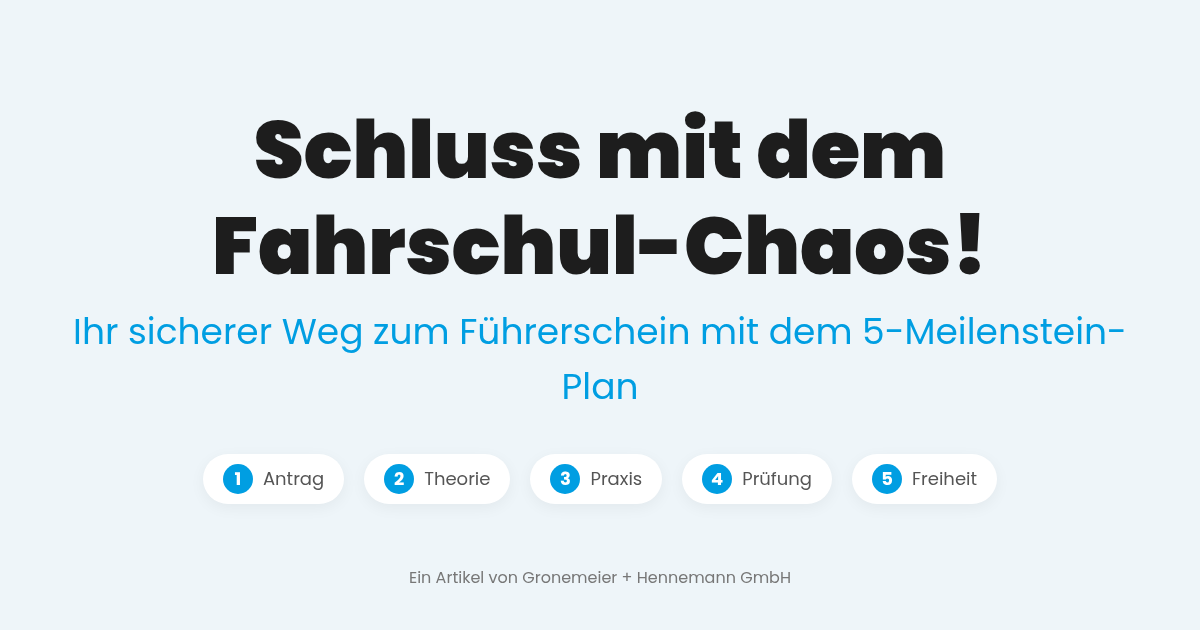 Schluss mit dem
Fahrschul-Chaos!
Ihr sicherer Weg zum Führerschein mit dem 5-Meilenstein-
Plan
1 Antrag 2 Theorie 3 Praxis 4 Prüfung 5 Freiheit
Ein Artikel von Gronemeier + Hennemann GmbH